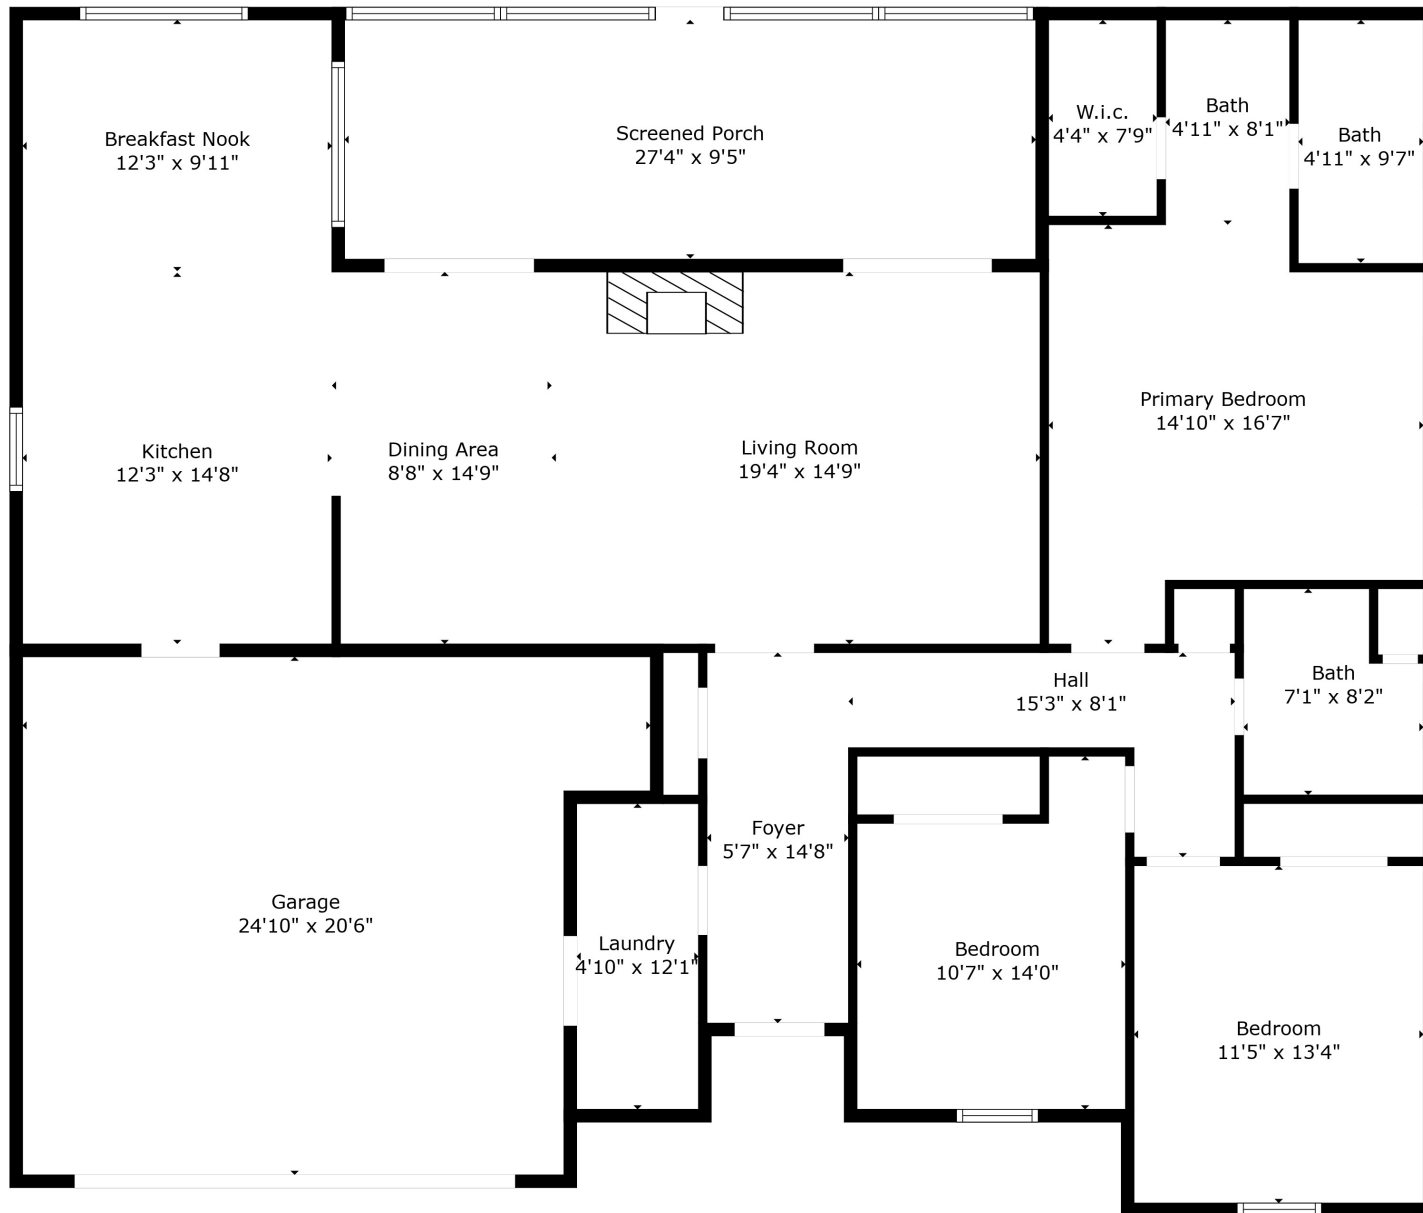 Breakfast Nook
12'3" x 9'11"
Screened Porch
27'4" x 9'5"
W.i.c.
4'4" x 7'9"
Bath
4'11" x 8'1"
Bath
4'11" x 9'7"
Kitchen
12'3" x 14'8"
Dining Area
8'8" x 14'9"
Living Room
19'4" x 14'9"
Primary Bedroom
14'10" x 16'7"
Hall
15'3" x 8'1"
Bath
7'1" x 8'2"
Garage
24'10" x 20'6"
Foyer
5'7" x 14'8"
Laundry
4'10" x 12'1"
Bedroom
10'7" x 14'0"
Bedroom
11'5" x 13'4"